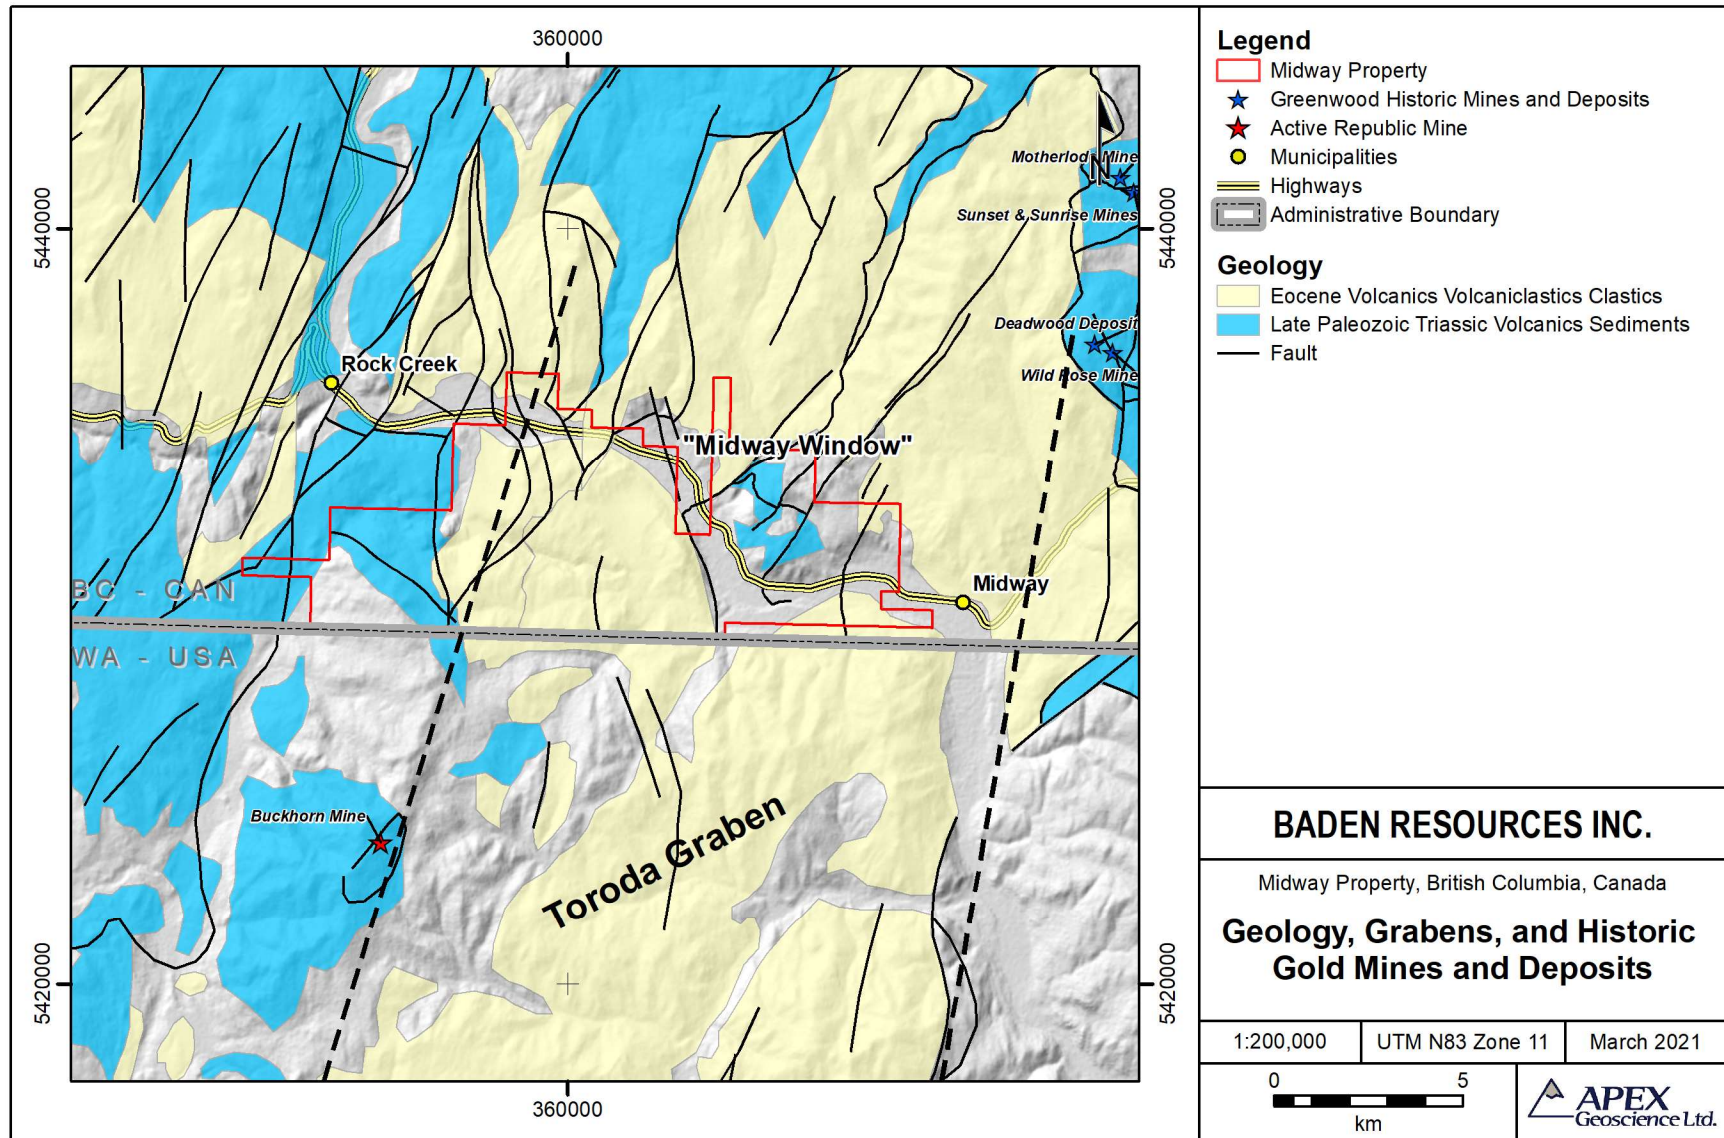 360000
5440000
5440000
Motherlod Mine
N
Sunset & Sunrise Mines
Deadwood Deposit
Wild Rose Mine
Rock Creek
"Midway Window"
Midway
BC - CAN
WA - USA
Buckhorn Mine
Toroda Graben
5420000
5420000
360000
Legend
Midway Property
Greenwood Historic Mines and Deposits
Active Republic Mine
Municipalities
Highways
Administrative Boundary
Geology
Eocene Volcanics Volcaniclastics Clastics
Late Paleozoic Triassic Volcanics Sediments
Fault
BADEN RESOURCES INC.
Midway Property, British Columbia, Canada
Geology, Grabens, and Historic
Gold Mines and Deposits
1:200,000
UTM N83 Zone 11
March 2021
0 5
km
APEX
Geoscience Ltd.